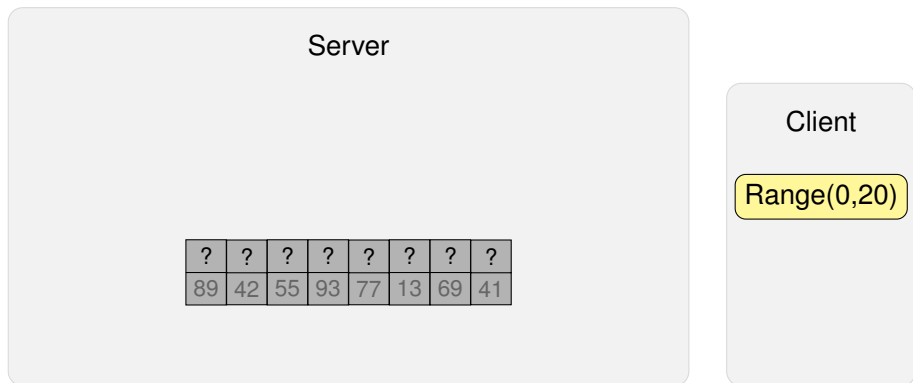 Server
Client
Range(0,20)
? ? ? ? ? ? ? ?
89 42 55 93 77 13 69 41